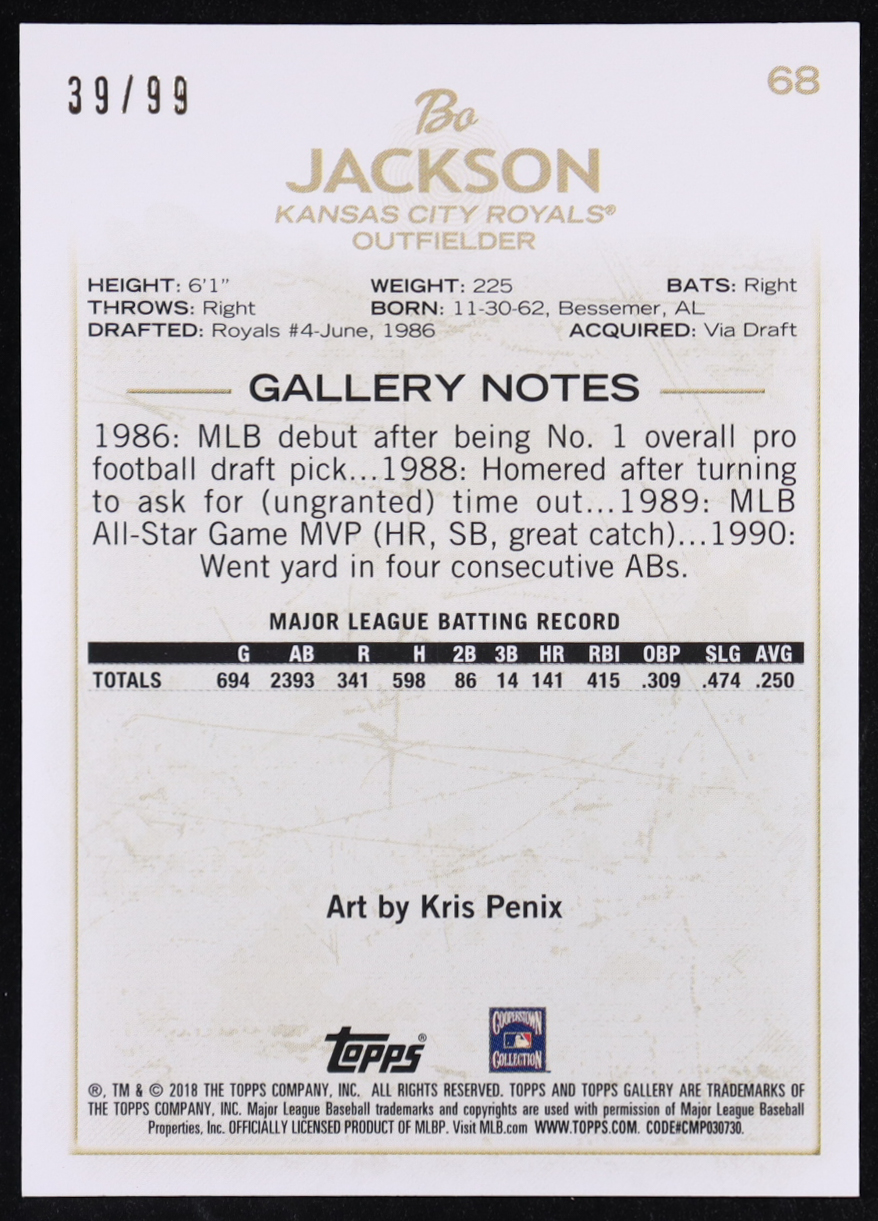 39/99
68
Bo
JACKSON
KANSAS CITY ROYALS®
OUTFIELDER
HEIGHT: 6'1" WEIGHT: 225 BATS: Right
THROWS: Right BORN: 11-30-62, Bessemer, AL
DRAFTED: Royals #4-June, 1986 ACQUIRED: Via Draft
GALLERY NOTES
1986: MLB debut after being No. 1 overall pro
football draft pick...1988: Homered after turning
to ask for (ungranted) time out...1989: MLB
All-Star Game MVP (HR, SB, great catch)...1990:
Went yard in four consecutive ABs.
MAJOR LEAGUE BATTING RECORD
G AB R H 2B 3B HR RBI OBP SLG AVG
TOTALS 694 2393 341 598 86 14 141 415 .309 .474 .250
Art by Kris Penix
topps®
COOPERSTOWN
COLLECTION
®, TM & © 2018 THE TOPPS COMPANY, INC. ALL RIGHTS RESERVED. TOPPS AND TOPPS GALLERY ARE TRADEMARKS OF
THE TOPPS COMPANY, INC. Major League Baseball trademarks and copyrights are used with permission of Major League Baseball
Properties, Inc. OFFICIALLY LICENSED PRODUCT OF MLBP. Visit MLB.com WWW.TOPPS.COM. CODE#CMP030730.